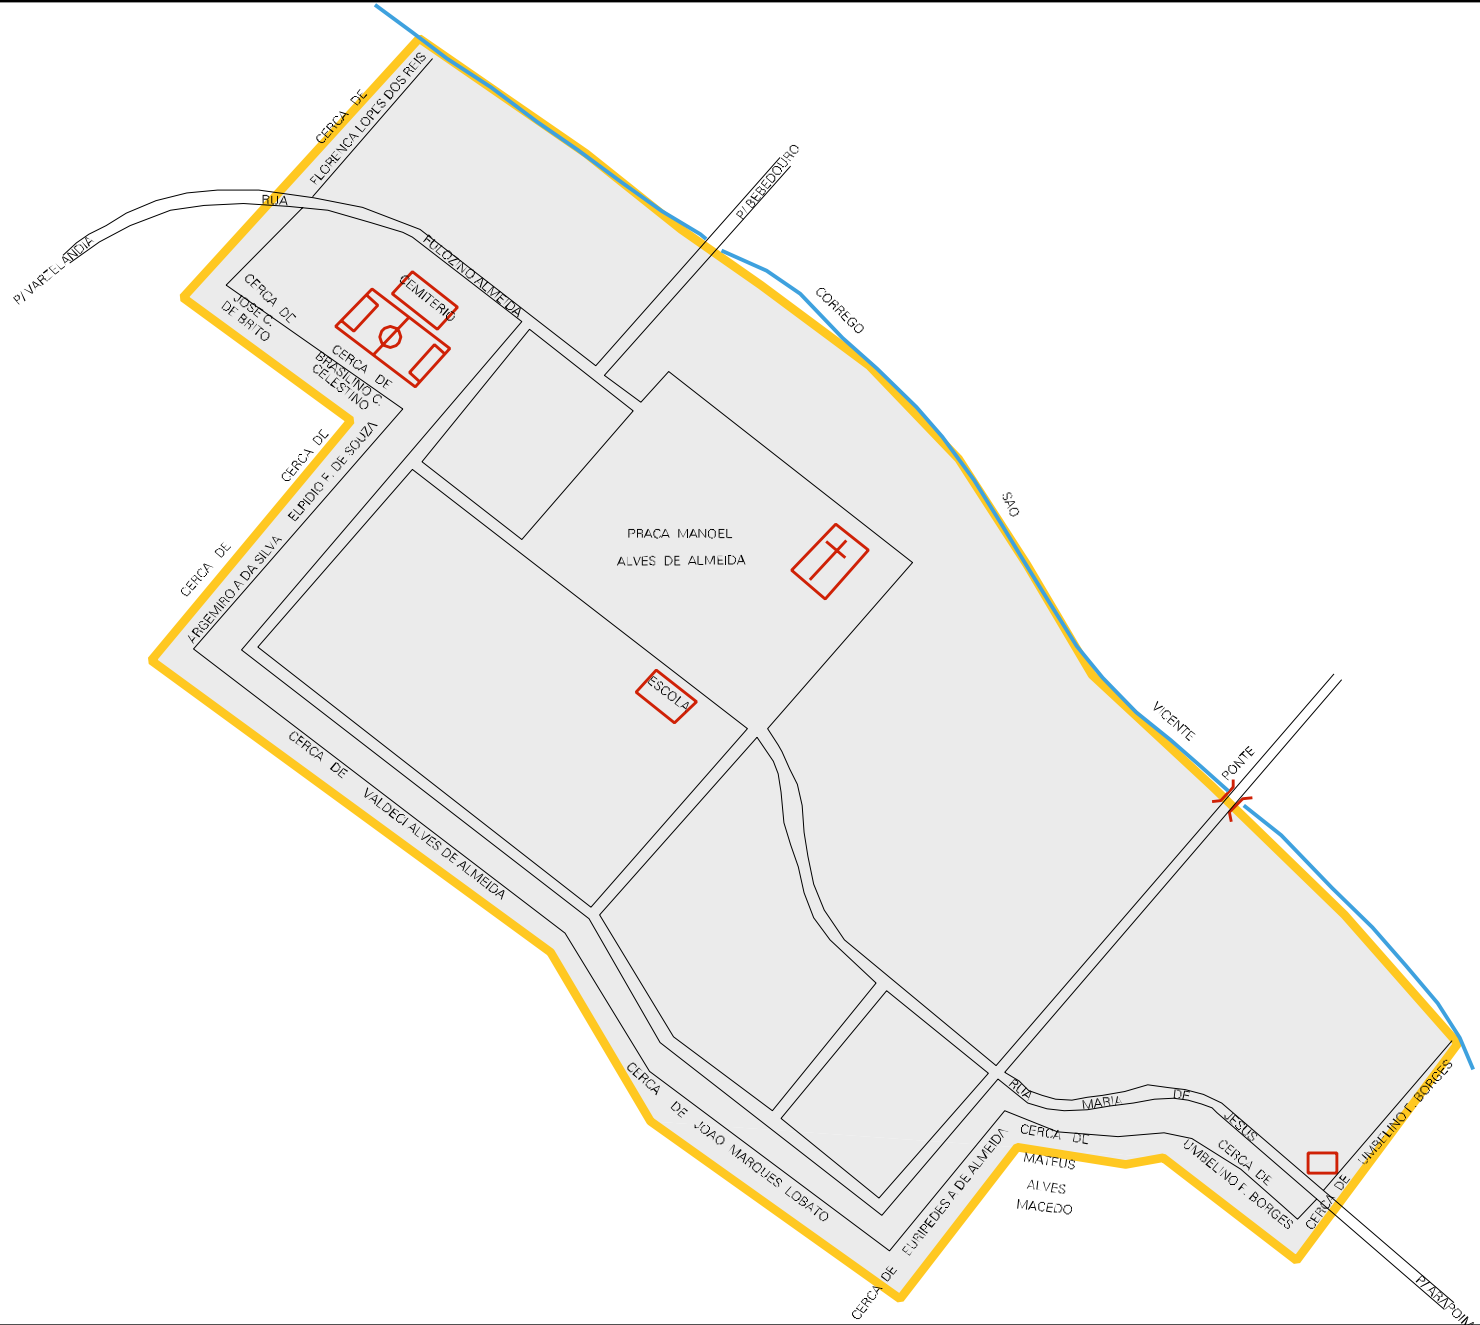 CERCA DE
FLORENCA LOPES DOS REIS
RUA
FULOZINO ALMEIDA
P/ BEBEDOURO
CORREGO
SAO
VICENTE
PONTE
CEMITERIO
CERCA DE
JOSE C.
DE BRITO
CERCA DE
BRASILINO C.
CELESTINO
CERCA DE
ELPIDIO F. DE SOUZA
CERCA DE
ARGEMIRO A DA SILVA
PRACA MANOEL
ALVES DE ALMEIDA
ESCOLA
CERCA DE
VALDECI ALVES DE ALMEIDA
CERCA DE JOAO MARQUES LOBATO
RUA MARIA DE JESUS
CERCA DE
EURIPEDES A DE ALMEIDA
CERCA DE
MATEUS
ALVES
MACEDO
CERCA DE
UMBELINO F. BORGES
CERCA DE UMBELINO F. BORGES